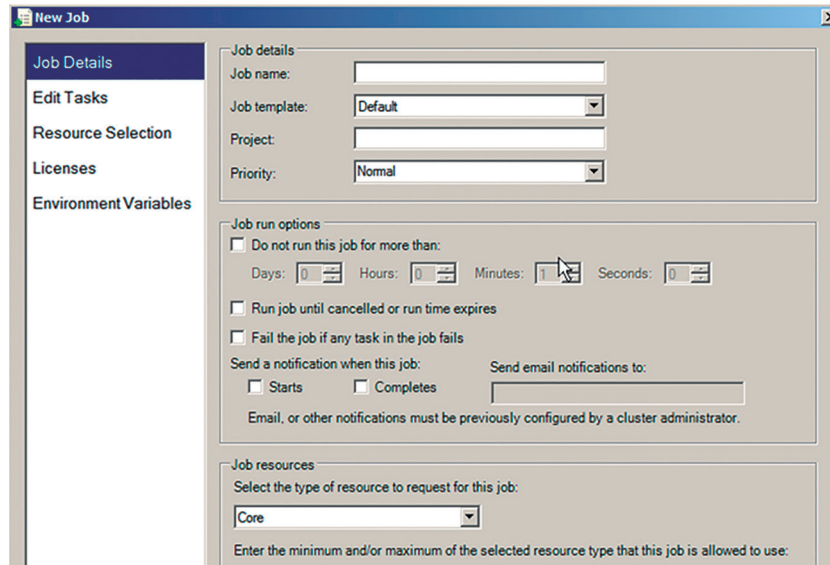 New Job
Job Details
Edit Tasks
Resource Selection
Licenses
Environment Variables
Job details
Job name:
Job template: Default
Project:
Priority: Normal
Job run options
Do not run this job for more than:
Days: 0 Hours: 0 Minutes: 1 Seconds: 0
Run job until cancelled or run time expires
Fail the job if any task in the job fails
Send a notification when this job: Send email notifications to:
Starts Completes
Email, or other notifications must be previously configured by a cluster administrator.
Job resources
Select the type of resource to request for this job:
Core
Enter the minimum and/or maximum of the selected resource type that this job is allowed to use: